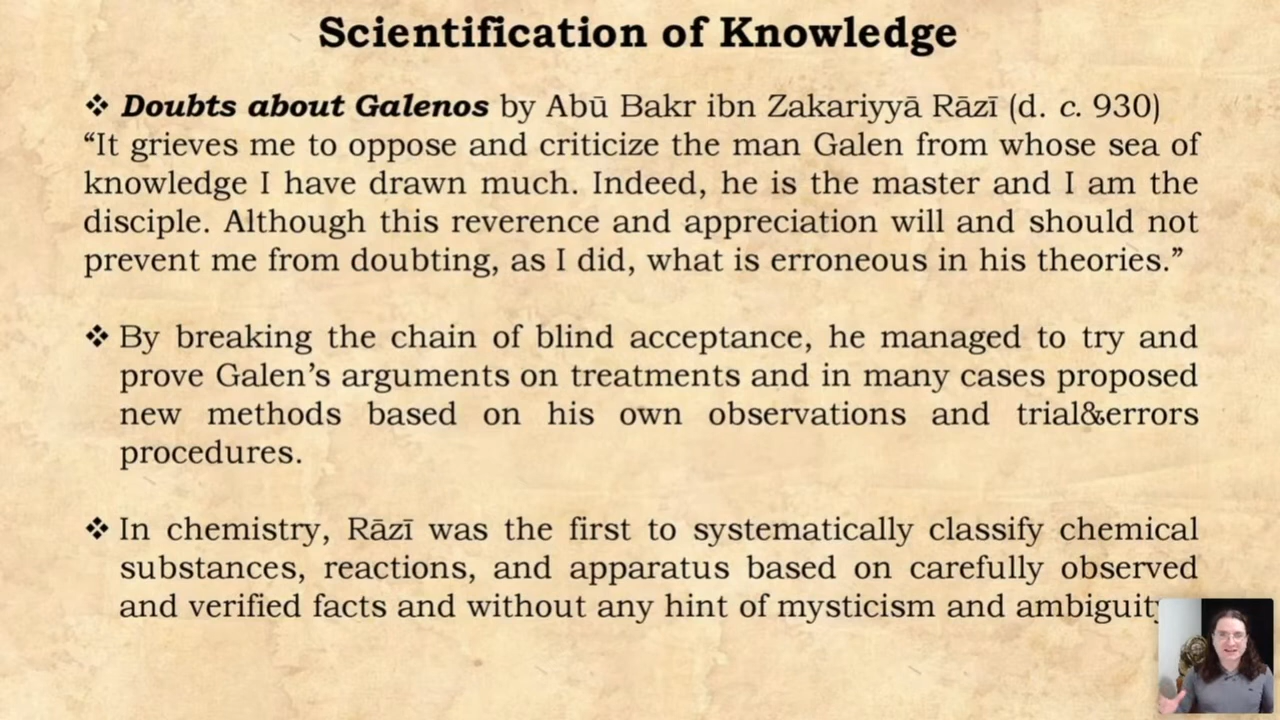 Scientification of Knowledge
❖ Doubts about Galenos by Abū Bakr ibn Zakariyyā Rāzī (d. c. 930)
“It grieves me to oppose and criticize the man Galen from whose sea of
knowledge I have drawn much. Indeed, he is the master and I am the
disciple. Although this reverence and appreciation will and should not
prevent me from doubting, as I did, what is erroneous in his theories.”
❖ By breaking the chain of blind acceptance, he managed to try and
prove Galen’s arguments on treatments and in many cases proposed
new methods based on his own observations and trial&errors
procedures.
❖ In chemistry, Rāzī was the first to systematically classify chemical
substances, reactions, and apparatus based on carefully observed
and verified facts and without any hint of mysticism and ambiguity